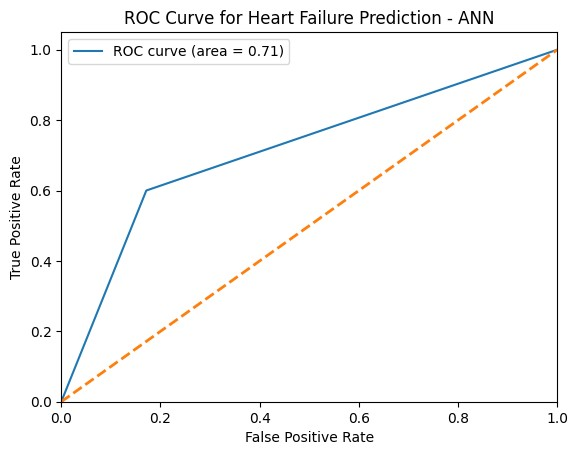 ROC Curve for Heart Failure Prediction - ANN
ROC curve (area = 0.71)
True Positive Rate
1.0
0.8
0.6
0.4
0.2
0.0
0.0 0.2 0.4 0.6 0.8 1.0
False Positive Rate